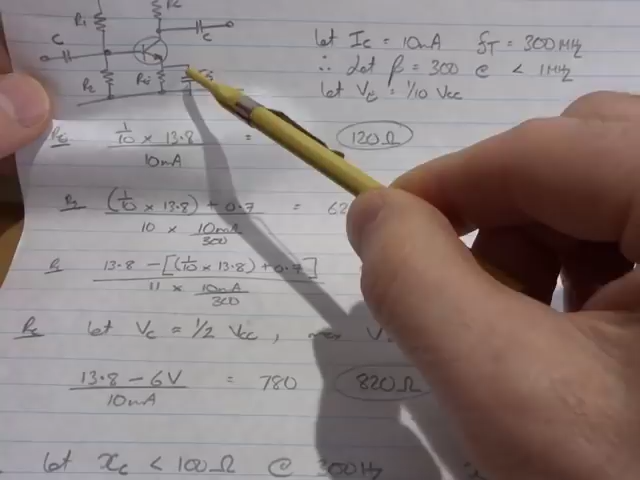 Rc
R1
C
C
R2
Re
let Ic = 10mA fT = 300MHz
∴ let β = 300 @ < 1MHz
let Ve = 1/10 Vcc
Re 1/10 × 13.8 / 10mA = 120Ω
R2 (1/10 × 13.8) + 0.7 / 10 × 10mA/300 = 62
R1 13.8 - [(1/10 × 13.8) + 0.7] / 11 × 10mA/300
Rc let Vc = 1/2 Vcc, V
13.8 - 6V / 10mA = 780 820Ω
let Xc < 100Ω @ 300Hz